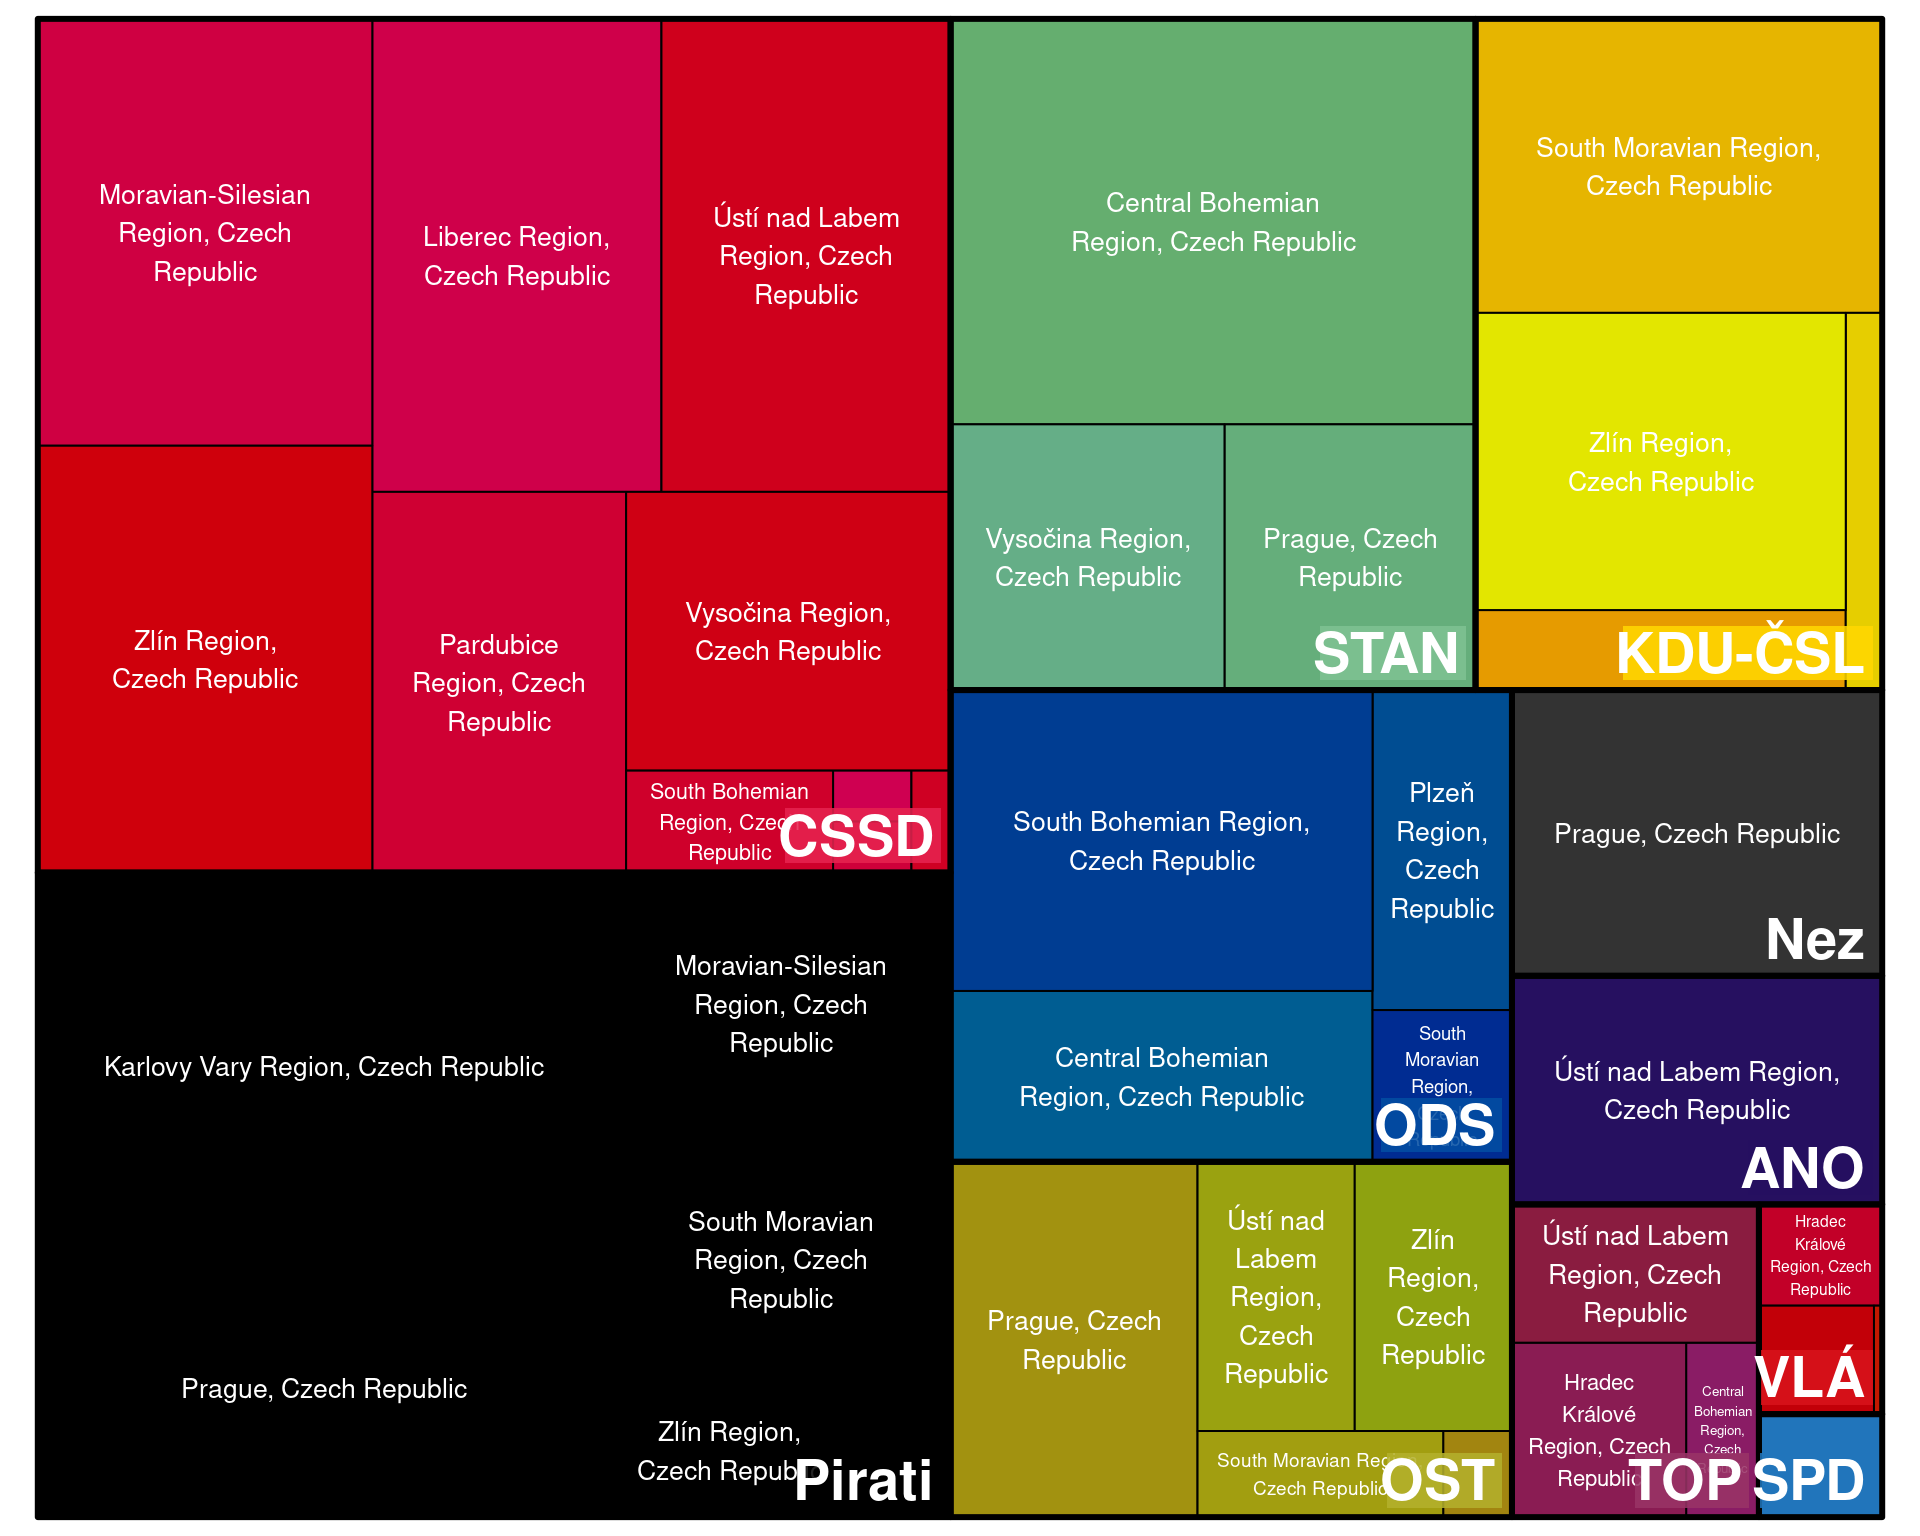 Moravian-Silesian
Region, Czech
Republic
Liberec Region,
Czech Republic
Ústí nad Labem
Region, Czech
Republic
Zlín Region,
Czech Republic
Pardubice
Region, Czech
Republic
Vysočina Region,
Czech Republic
South Bohemian
Region, Czech
Republic
CSSD
Central Bohemian
Region, Czech Republic
Vysočina Region,
Czech Republic
Prague, Czech
Republic
STAN
South Moravian Region,
Czech Republic
Zlín Region,
Czech Republic
KDU-ČSL
Karlovy Vary Region, Czech Republic
Moravian-Silesian
Region, Czech
Republic
South Moravian
Region, Czech
Republic
Prague, Czech Republic
Zlín Region,
Czech Republic
Pirati
South Bohemian Region,
Czech Republic
Plzeň
Region,
Czech
Republic
Central Bohemian
Region, Czech Republic
South
Moravian
Region,
ODS
Prague, Czech Republic
Nez
Ústí nad Labem Region,
Czech Republic
ANO
Prague, Czech
Republic
Ústí nad
Labem
Region,
Czech
Republic
Zlín
Region,
Czech
Republic
South Moravian Region,
Czech Republic
OST
Ústí nad Labem
Region, Czech
Republic
Hradec
Králové
Region, Czech
Republic
Central
Bohemian
Region,
Czech
TOP
Hradec
Králové
Region, Czech
Republic
VLÁ
SPD